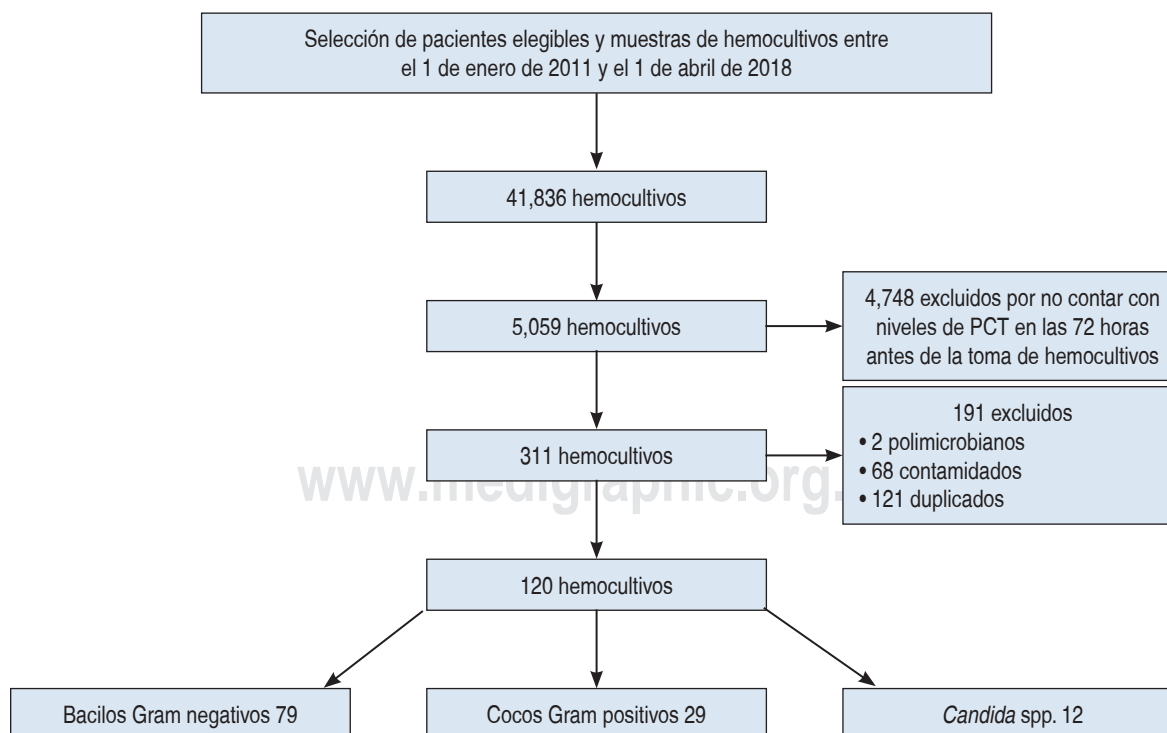 Selección de pacientes elegibles y muestras de hemocultivos entre
el 1 de enero de 2011 y el 1 de abril de 2018
41,836 hemocultivos
5,059 hemocultivos
4,748 excluidos por no contar con
niveles de PCT en las 72 horas
antes de la toma de hemocultivos
311 hemocultivos
191 excluidos
• 2 polimicrobianos
• 68 contamidados
• 121 duplicados
www.medigraphic.org.
120 hemocultivos
Bacilos Gram negativos 79
Cocos Gram positivos 29
Candida spp. 12